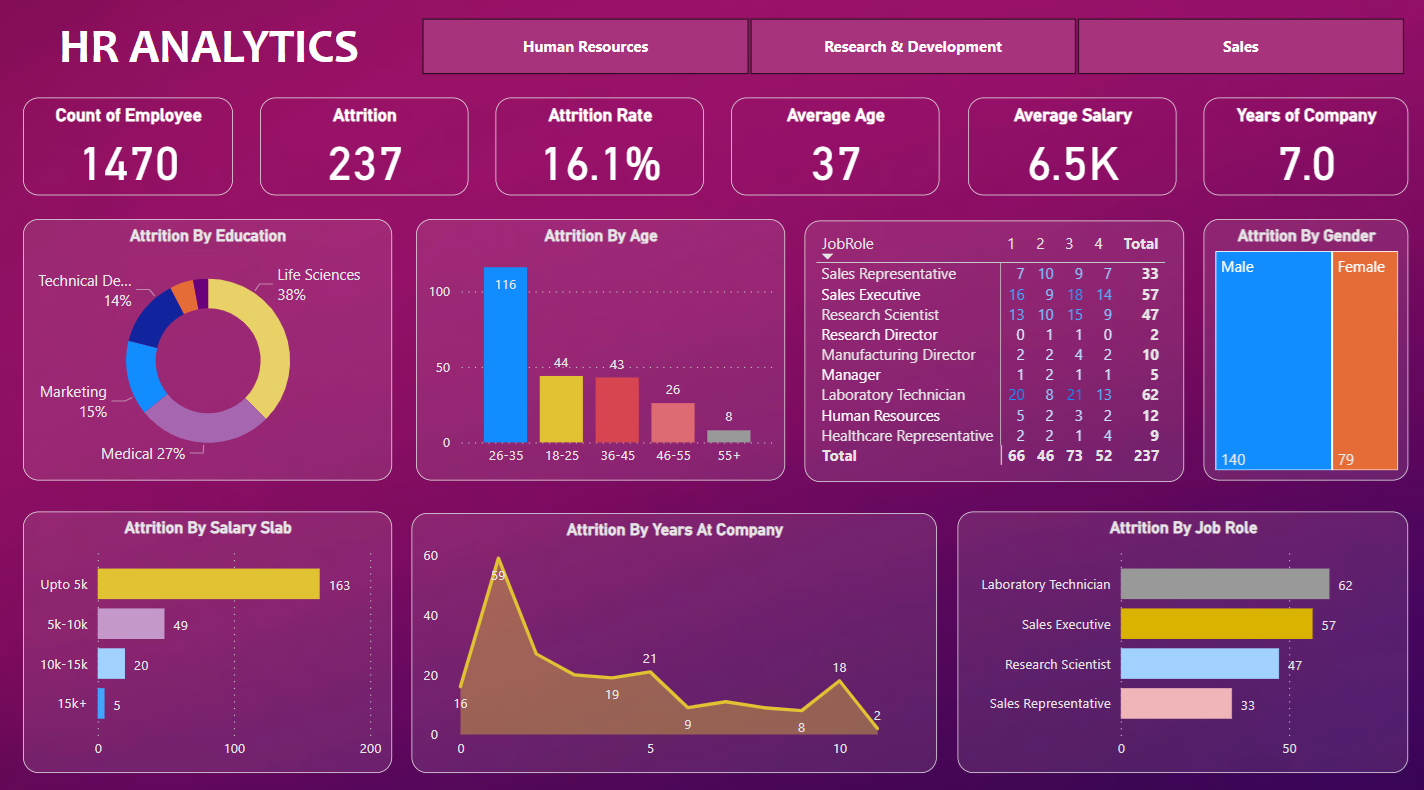 HR ANALYTICS
Human Resources
Research & Development
Sales
Count of Employee
1470
Attrition
237
Attrition Rate
16.1%
Average Age
37
Average Salary
6.5K
Years of Company
7.0
Attrition By Education
Technical De...
14%
Life Sciences
38%
Marketing
15%
Medical 27%
Attrition By Age
100
50
0
116
44
43
26
8
26-35 18-25 36-45 46-55 55+
JobRole 1 2 3 4 Total
Sales Representative 7 10 9 7 33
Sales Executive 16 9 18 14 57
Research Scientist 13 10 15 9 47
Research Director 0 1 1 0 2
Manufacturing Director 2 2 4 2 10
Manager 1 2 1 1 5
Laboratory Technician 20 8 21 13 62
Human Resources 5 2 3 2 12
Healthcare Representative 2 2 1 4 9
Total 66 46 73 52 237
Attrition By Gender
Male
140
Female
79
Attrition By Salary Slab
Upto 5k 163
5k-10k 49
10k-15k 20
15k+ 5
0 100 200
Attrition By Years At Company
60
40
20
0
16
59
19
21
9
8
18
2
0 5 10
Attrition By Job Role
Laboratory Technician 62
Sales Executive 57
Research Scientist 47
Sales Representative 33
0 50